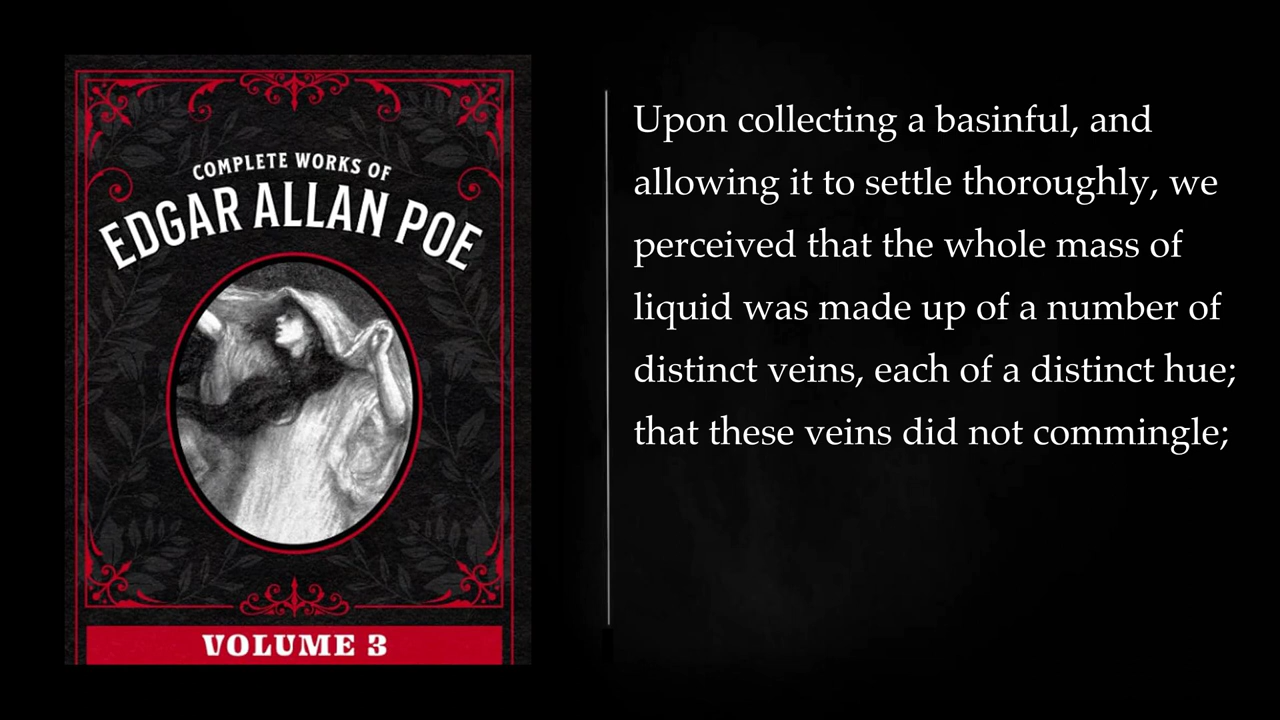 COMPLETE WORKS OF
EDGAR ALLAN POE
VOLUME 3
Upon collecting a basinful, and
allowing it to settle thoroughly, we
perceived that the whole mass of
liquid was made up of a number of
distinct veins, each of a distinct hue;
that these veins did not commingle;